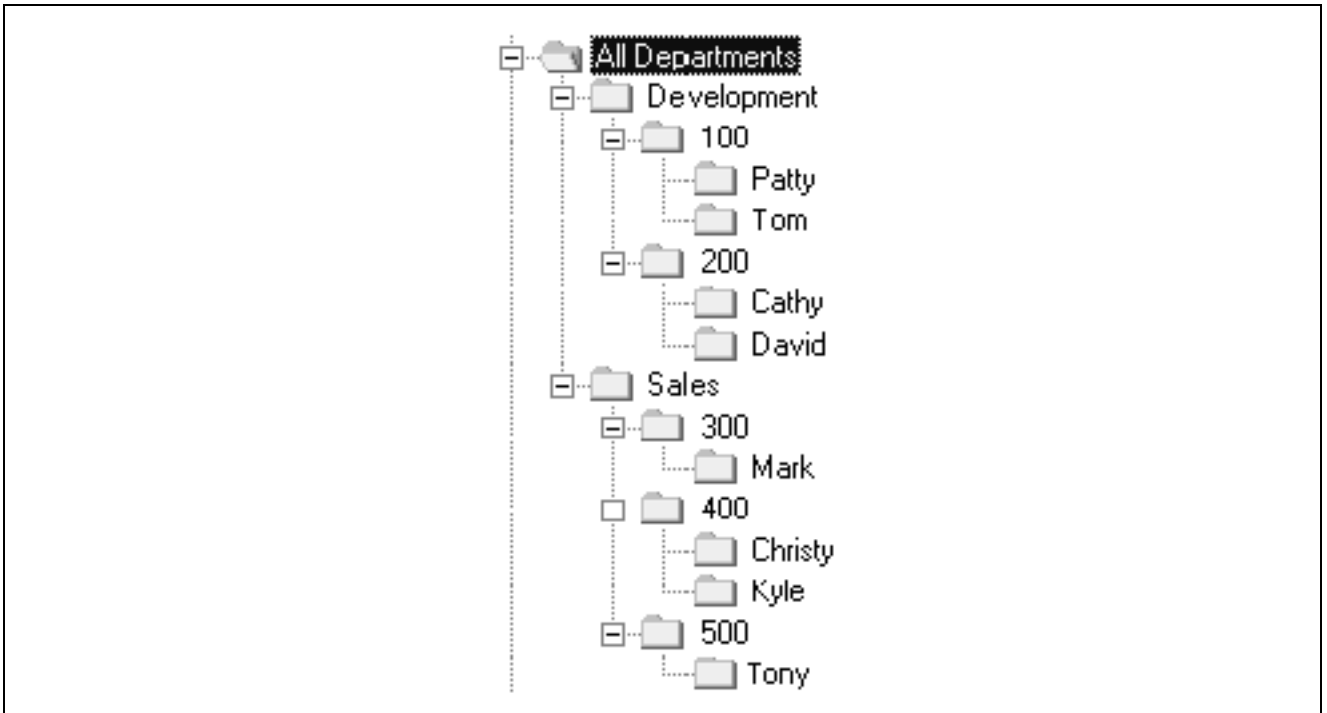 All Departments
Development
100
Patty
Tom
200
Cathy
David
Sales
300
Mark
400
Christy
Kyle
500
Tony